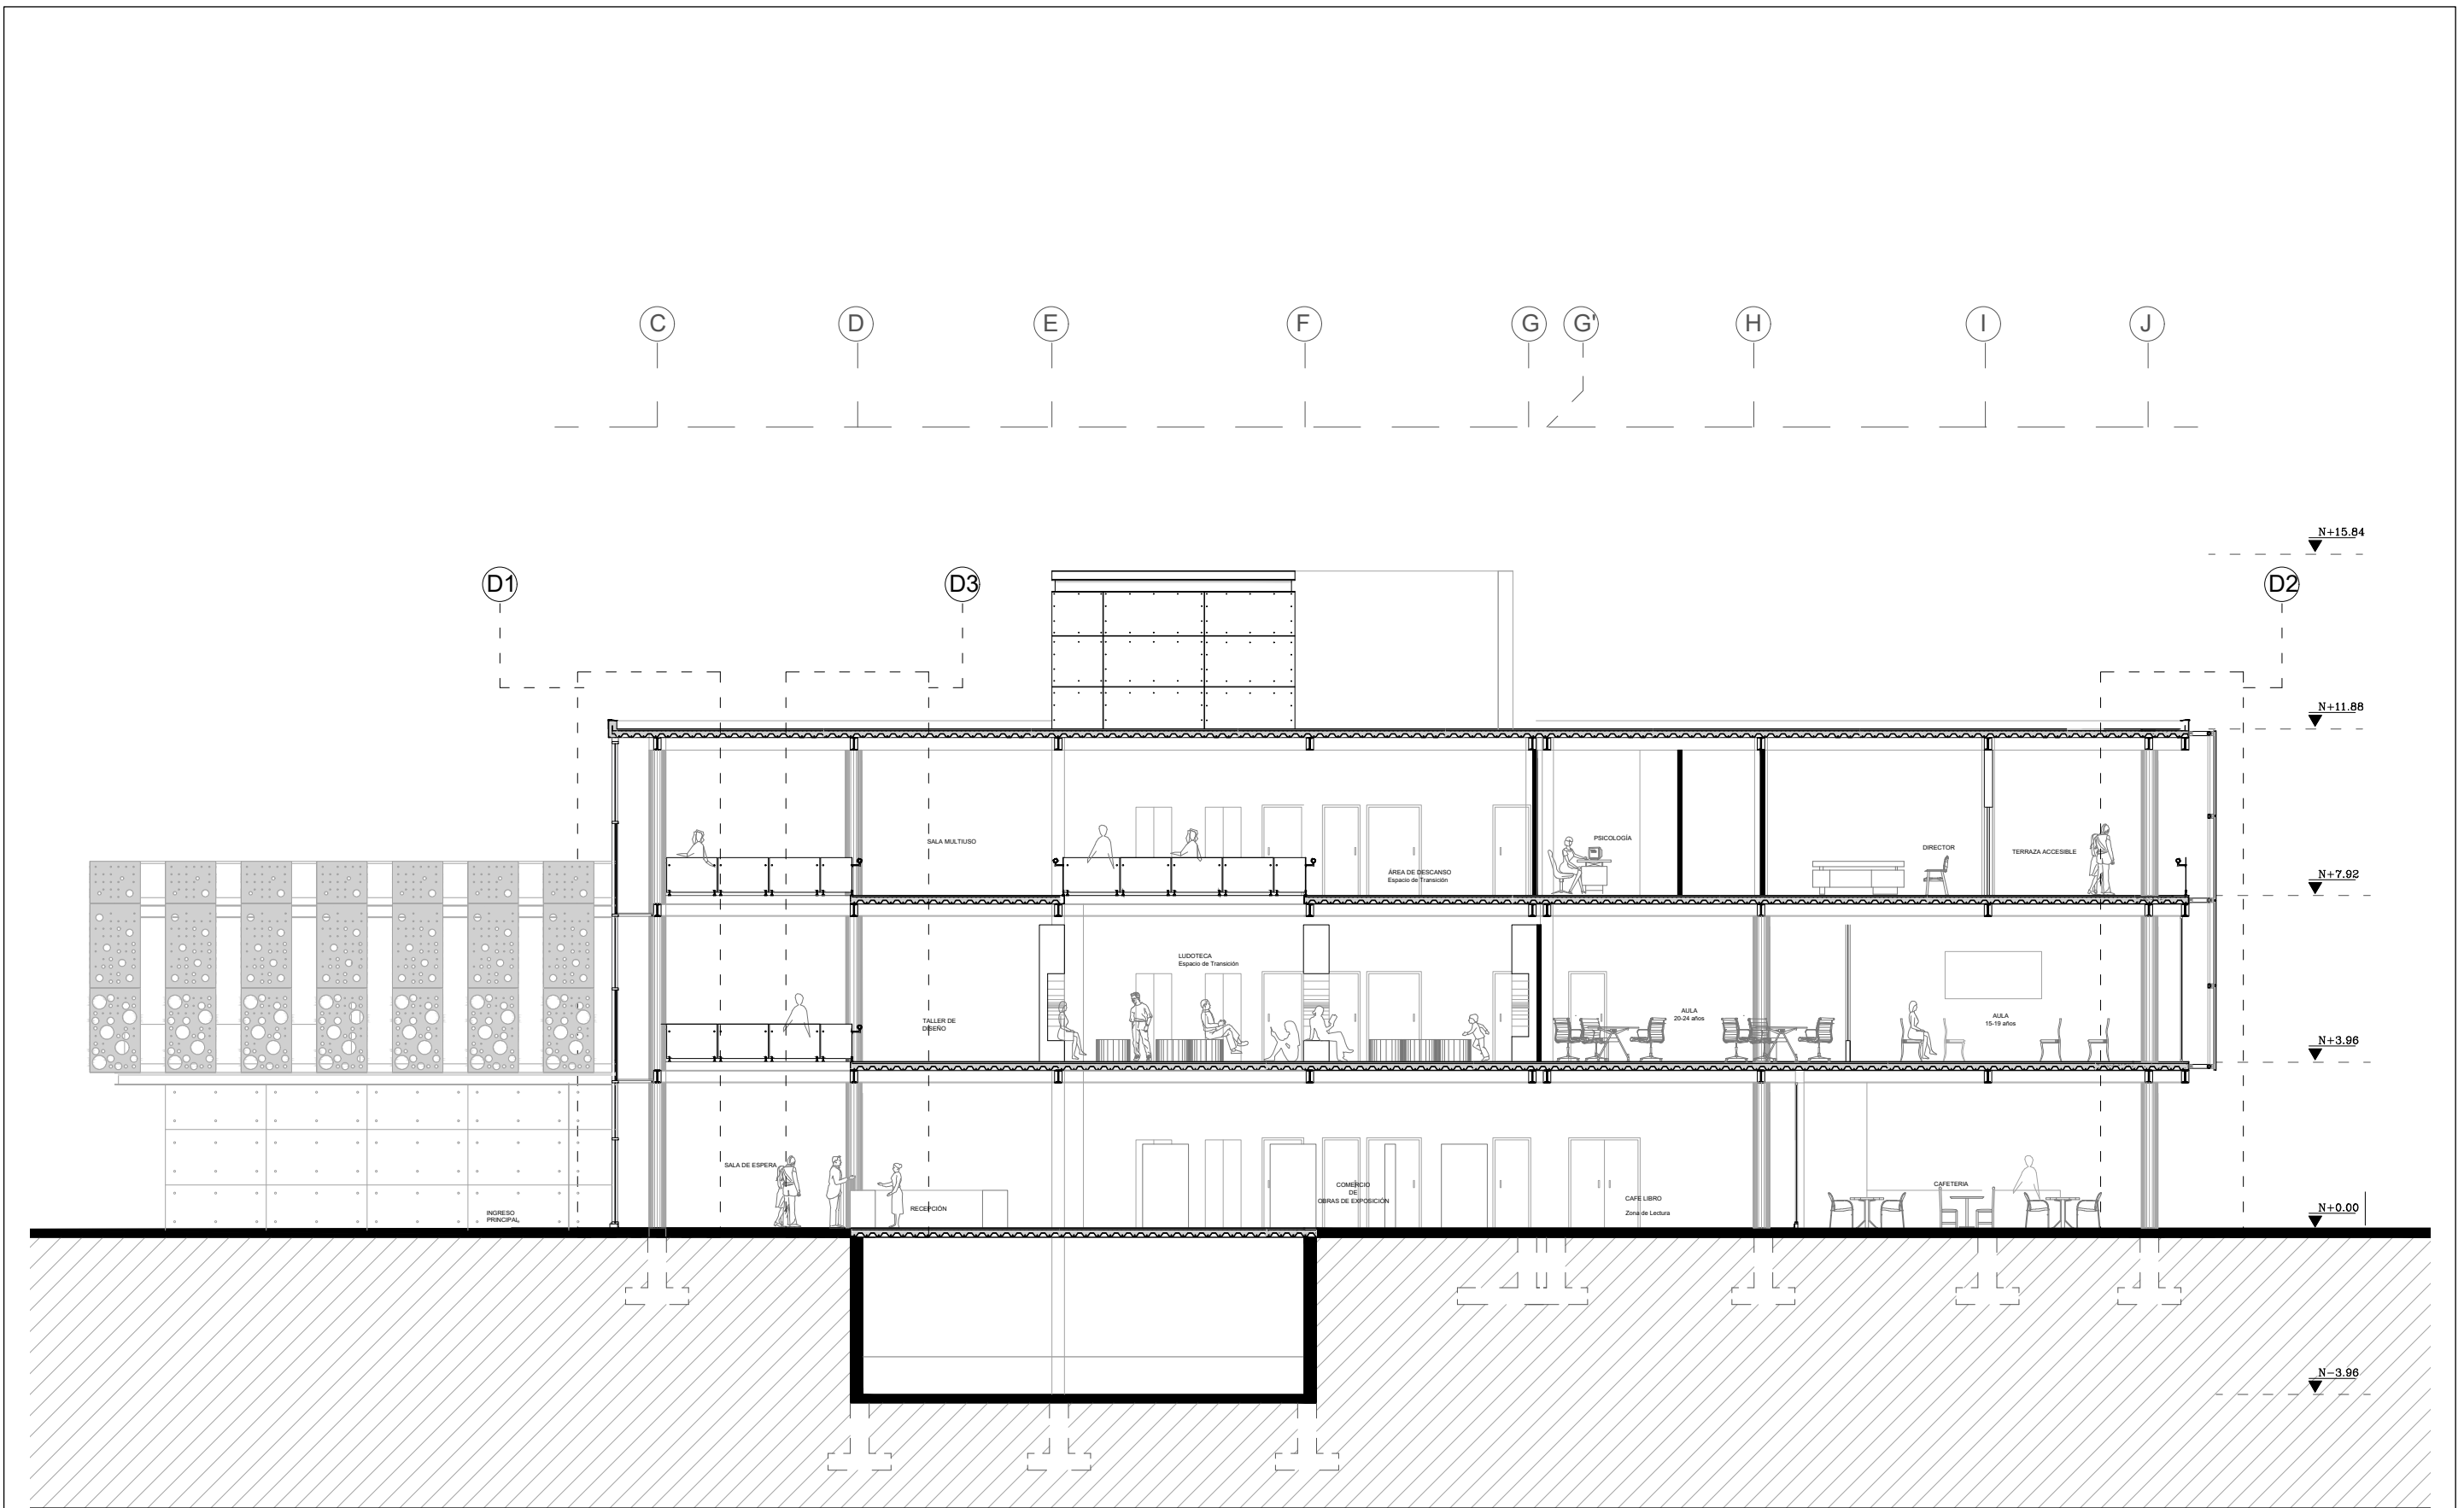 C
D
E
F
G
G'
H
I
J
N+15.84
D1
D3
D2
N+11.88
SALA MULTIUSO
PSICOLOGÍA
DIRECTOR
TERRAZA ACCESIBLE
ÁREA DE DESCANSO
Espacio de Transición
N+7.92
LUDOTECA
Espacio de Transición
TALLER DE
DISEÑO
AULA
20-24 años
AULA
15-19 años
N+3.96
SALA DE ESPERA
INGRESO
PRINCIPAL
RECEPCIÓN
COMERCIO
DE
OBRAS DE EXPOSICIÓN
CAFE LIBRO
Zona de Lectura
CAFETERIA
N+0.00
N-3.96